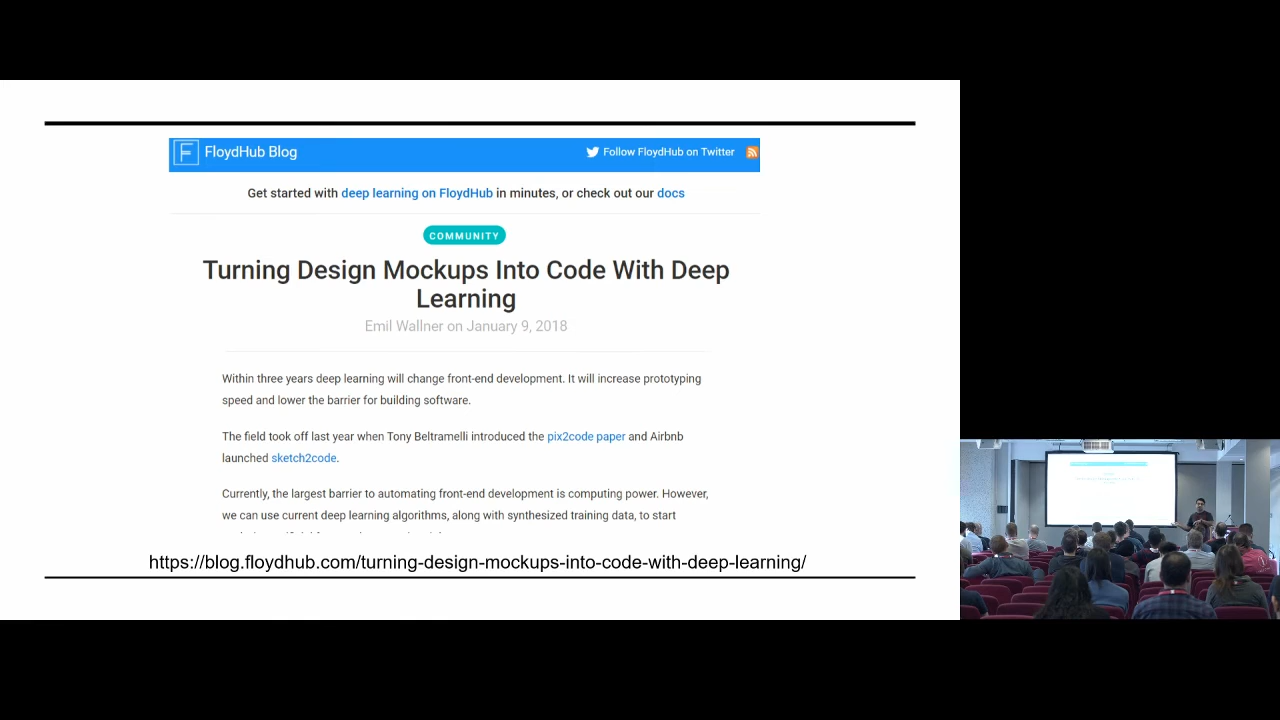 FloydHub Blog
Follow FloydHub on Twitter
Get started with deep learning on FloydHub in minutes, or check out our docs
COMMUNITY
Turning Design Mockups Into Code With Deep
Learning
Emil Wallner on January 9, 2018
Within three years deep learning will change front-end development. It will increase prototyping
speed and lower the barrier for building software.
The field took off last year when Tony Beltramelli introduced the pix2code paper and Airbnb
launched sketch2code.
Currently, the largest barrier to automating front-end development is computing power. However,
we can use current deep learning algorithms, along with synthesized training data, to start
https://blog.floydhub.com/turning-design-mockups-into-code-with-deep-learning/